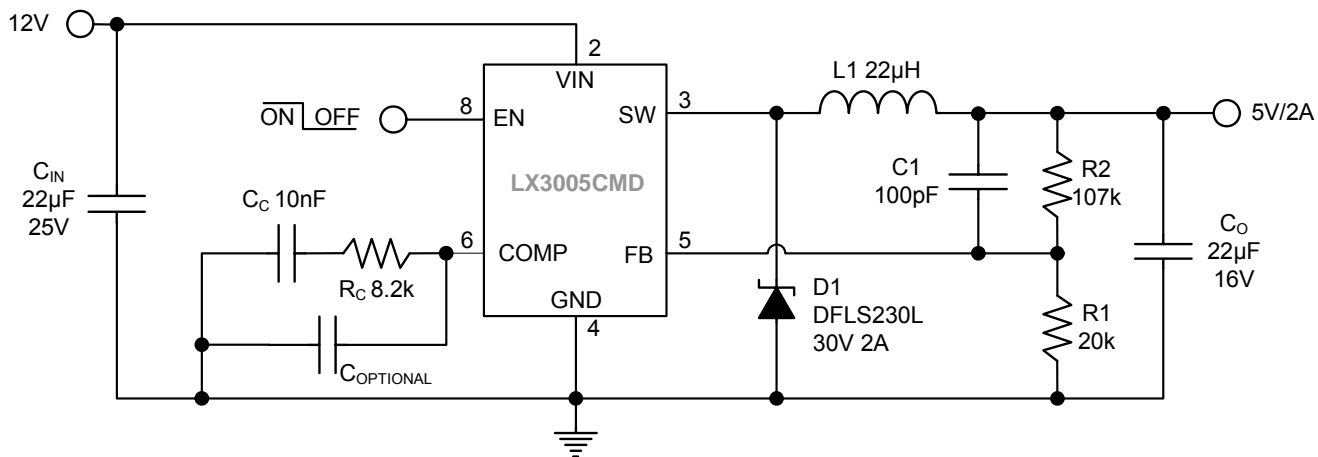 12V
2
VIN
L1 22µH
8
EN
SW
3
ON OFF
5V/2A
C1
100pF
R2
107k
LX3005CMD
CIN
22µF
25V
CC 10nF
6
COMP
FB
5
CO
22µF
16V
RC 8.2k
GND
4
D1
DFLS230L
30V 2A
R1
20k
COPTIONAL